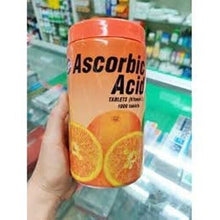 Ascorbic
Acid
TABLETS (Vitamin C)
1000 tablets